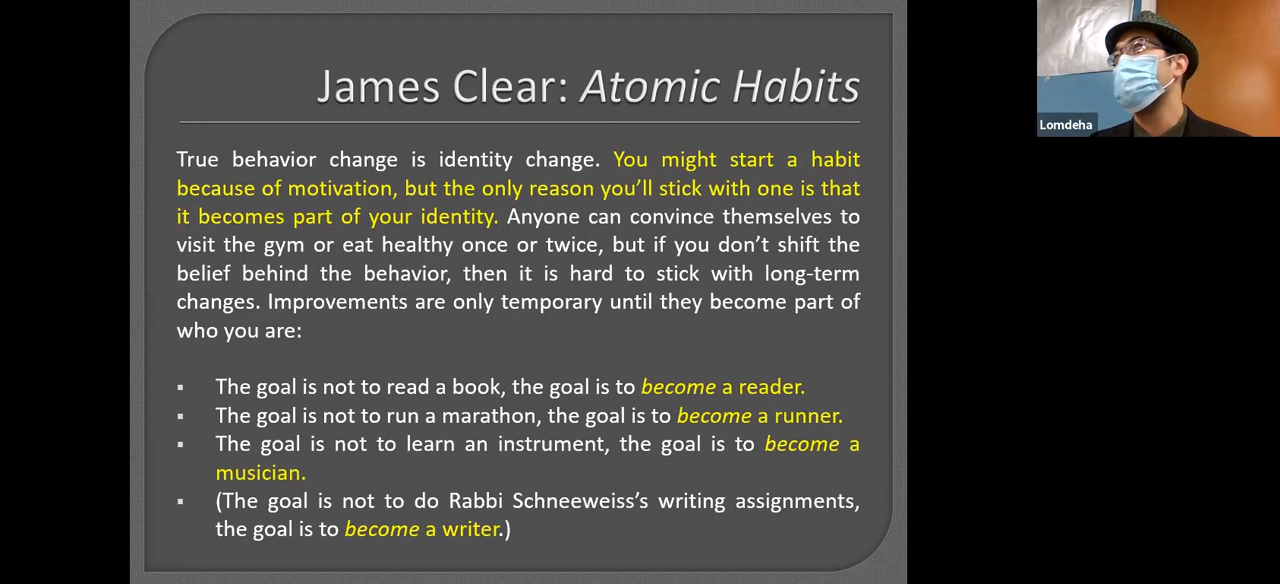 James Clear: Atomic Habits
True behavior change is identity change. You might start a habit
because of motivation, but the only reason you’ll stick with one is that
it becomes part of your identity. Anyone can convince themselves to
visit the gym or eat healthy once or twice, but if you don’t shift the
belief behind the behavior, then it is hard to stick with long-term
changes. Improvements are only temporary until they become part of
who you are:
▪ The goal is not to read a book, the goal is to become a reader.
▪ The goal is not to run a marathon, the goal is to become a runner.
▪ The goal is not to learn an instrument, the goal is to become a
musician.
▪ (The goal is not to do Rabbi Schneeweiss’s writing assignments,
the goal is to become a writer.)
Lomdeha